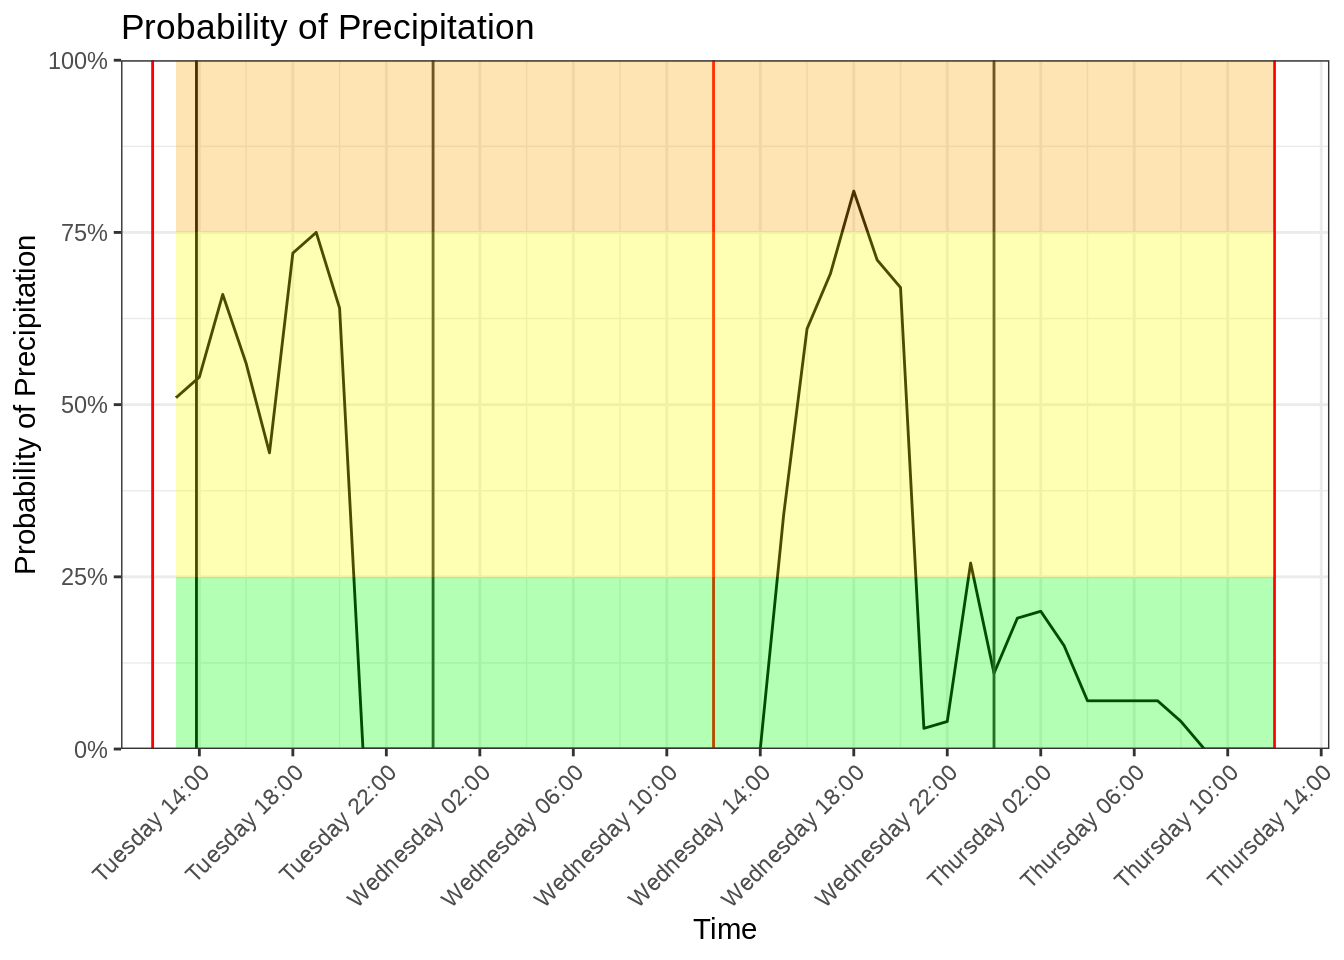 Probability of Precipitation
Probability of Precipitation
100%
75%
50%
25%
0%
Tuesday 14:00
Tuesday 18:00
Tuesday 22:00
Wednesday 02:00
Wednesday 06:00
Wednesday 10:00
Wednesday 14:00
Wednesday 18:00
Wednesday 22:00
Thursday 02:00
Thursday 06:00
Thursday 10:00
Thursday 14:00
Time